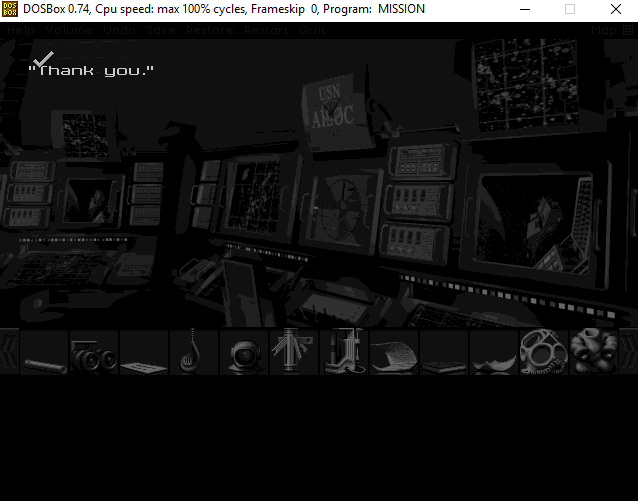 DOSBox 0.74, Cpu speed: max 100% cycles, Frameskip 0, Program: MISSION
Help Volume Undo Save Restore Restart Quit Map
"Thank you."
USN